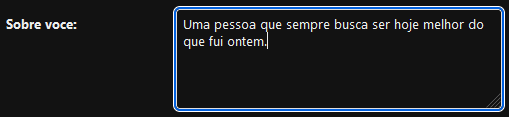 Sobre voce:
Uma pessoa que sempre busca ser hoje melhor do
que fui ontem.